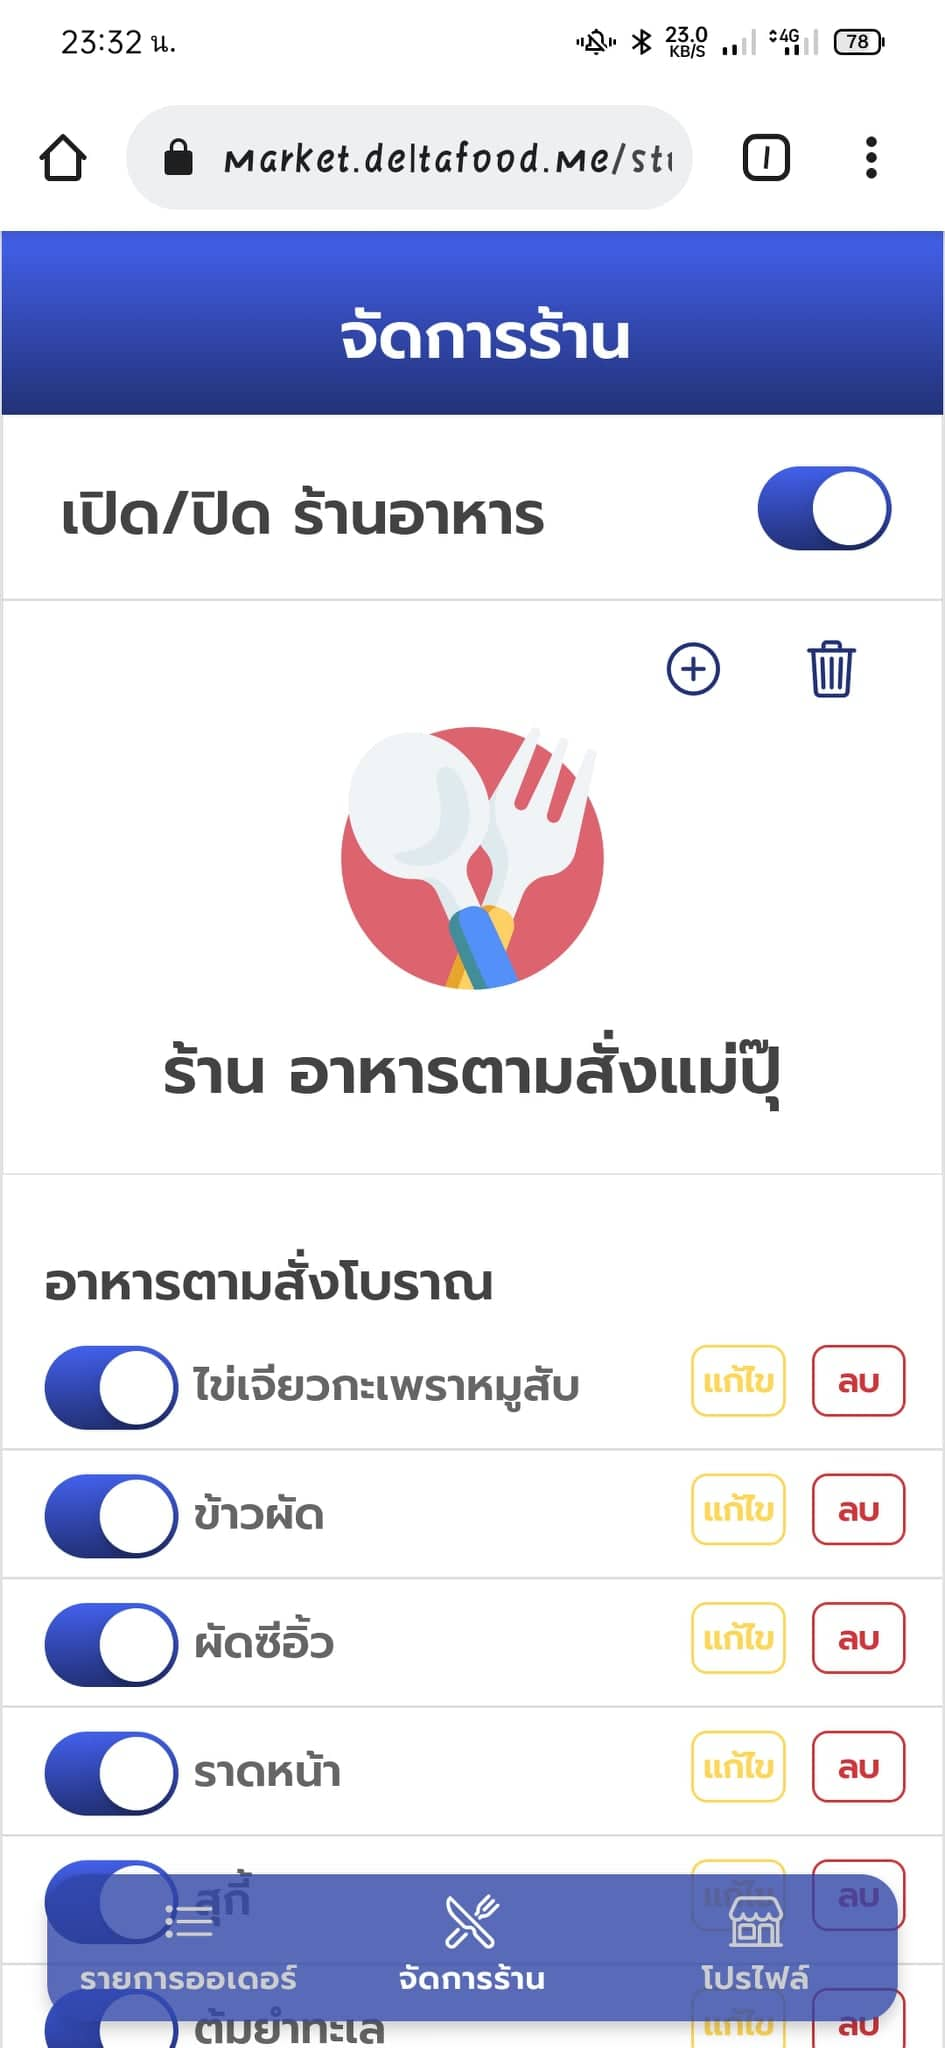 23:32 น.
23.0 KB/S
4G
78
market.deltafood.me/st
1
จัดการร้าน
เปิด/ปิด ร้านอาหาร
ร้าน อาหารตามสั่งแม่ปุ๊
อาหารตามสั่งโบราณ
ไข่เจียวกะเพราหมูสับ แก้ไข ลบ
ข้าวผัด แก้ไข ลบ
ผัดซีอิ้ว แก้ไข ลบ
ราดหน้า แก้ไข ลบ
สุกี้ แก้ไข ลบ
รายการออเดอร์ จัดการร้าน โปรไฟล์
ต้มยำทะเล แก้ไข ลบ